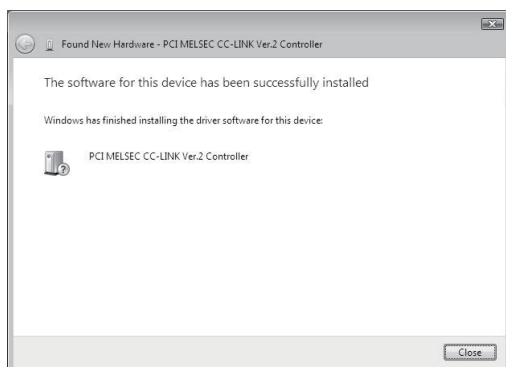 Found New Hardware - PCI MELSEC CC-LINK Ver.2 Controller
The software for this device has been successfully installed
Windows has finished installing the driver software for this device:
PCI MELSEC CC-LINK Ver.2 Controller
Close